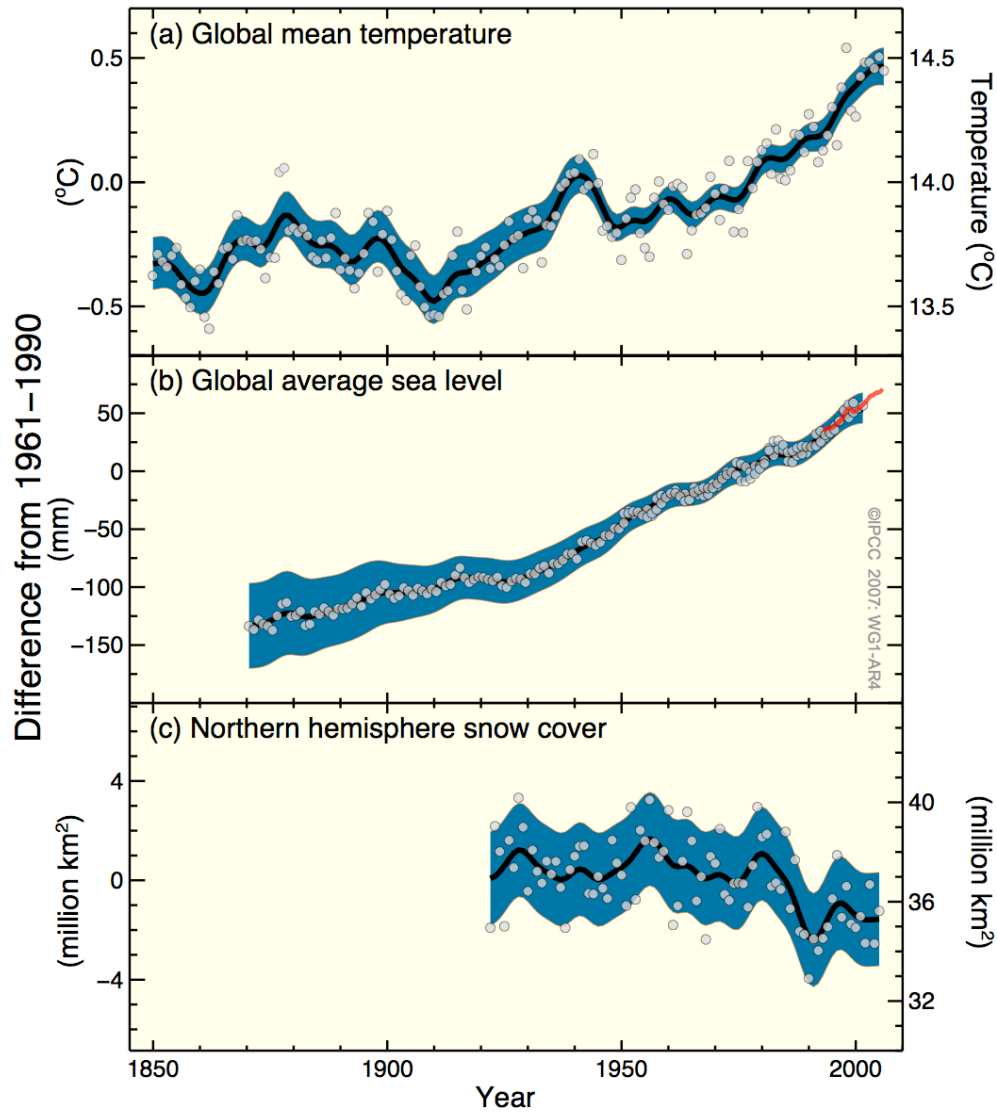 (a) Global mean temperature
0.5
0.0
−0.5
(°C)
14.5
14.0
13.5
Temperature (°C)
Difference from 1961−1990
(b) Global average sea level
50
0
−50
−100
−150
(mm)
©IPCC 2007: WG1-AR4
(c) Northern hemisphere snow cover
4
0
−4
(million km²)
40
36
32
(million km²)
1850
1900
1950
2000
Year